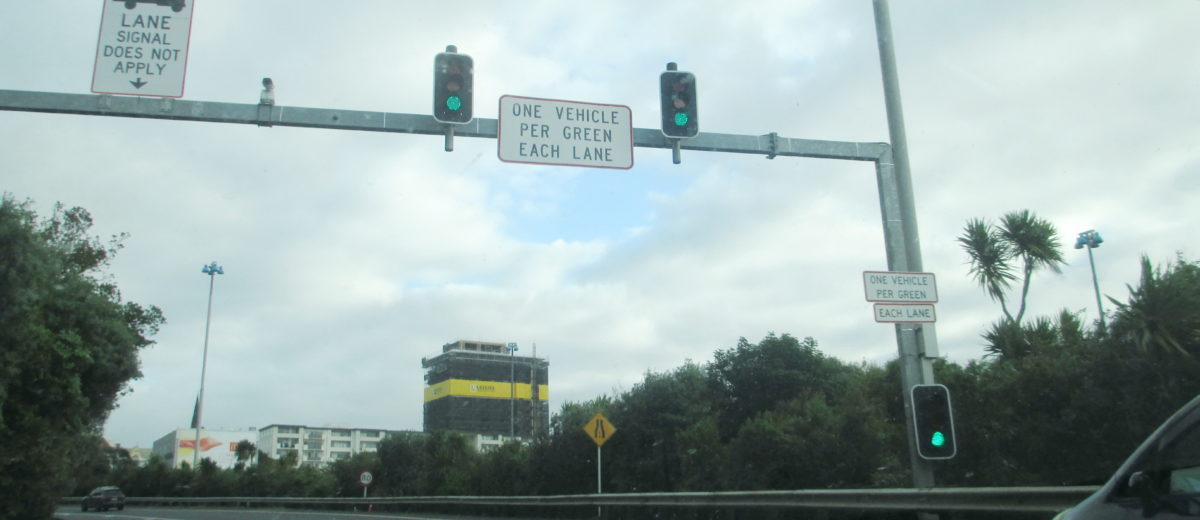 LANE
SIGNAL
DOES NOT
APPLY
ONE VEHICLE
PER GREEN
EACH LANE
ONE VEHICLE
PER GREEN
EACH LANE